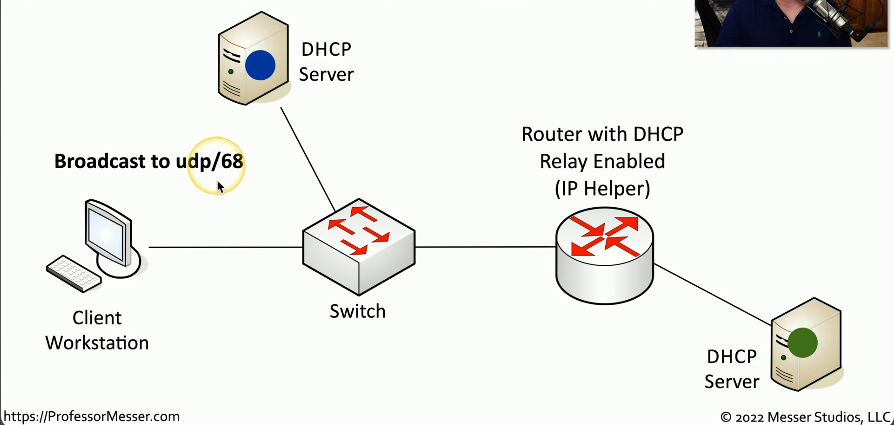 DHCP
Server
Broadcast to udp/68
Router with DHCP
Relay Enabled
(IP Helper)
Client
Workstation
Switch
DHCP
Server
https://ProfessorMesser.com
© 2022 Messer Studios, LLC